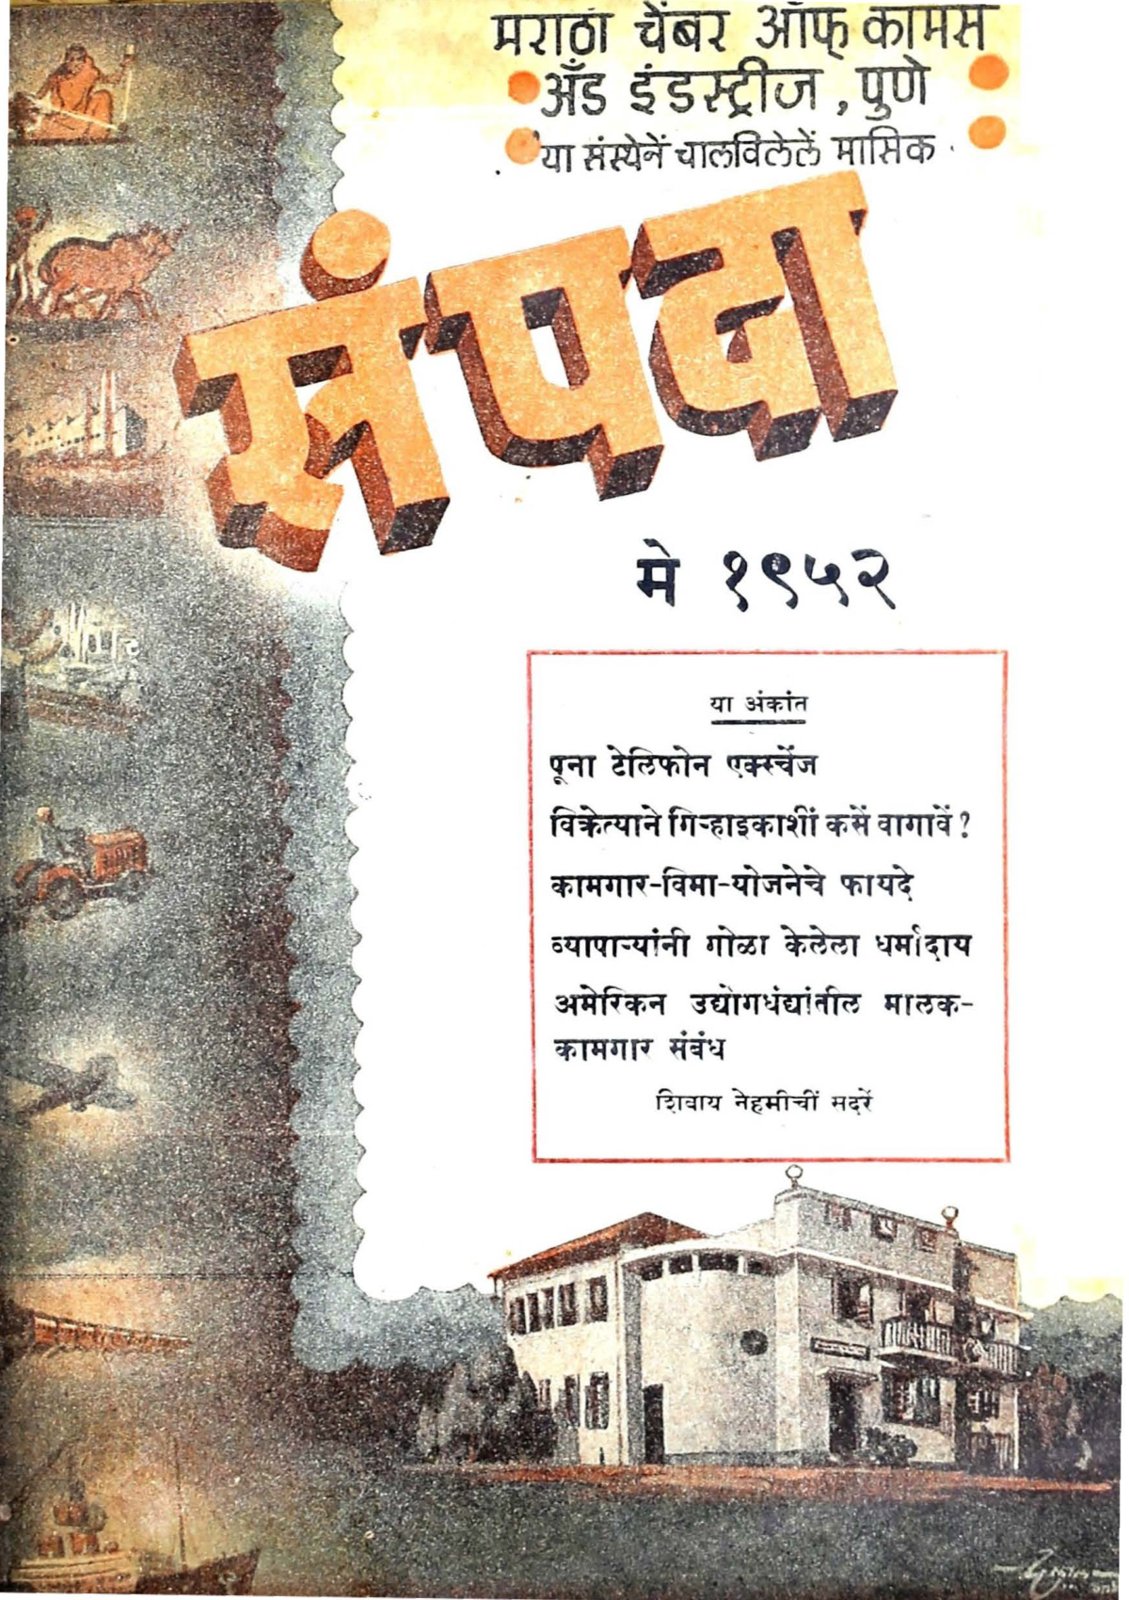 मराठा चेंबर ऑफ् कामर्स
अँड इंडस्ट्रीज, पुणे
या संस्थेनें चालविलेलें मासिक
संपदा
मे १९५२
या अंकांत
पूना टेलिफोन एक्स्चेंज
विक्रेत्याने गिऱ्हाइकाशीं कसें वागावें ?
कामगार-विमा-योजनेचे फायदे
व्यापाऱ्यांनी गोळा केलेला धर्मादाय
अमेरिकन उद्योगधंद्यांतील मालक-
कामगार संबंध
शिवाय नेहमीचीं सदरें